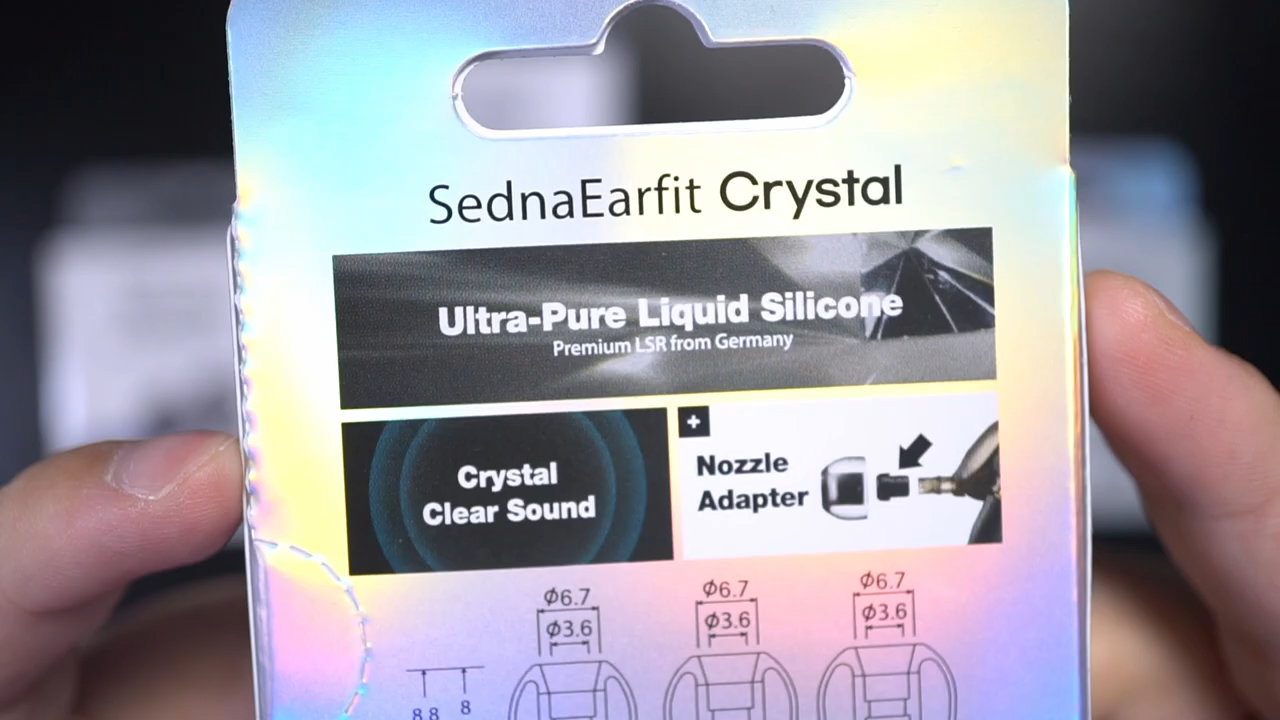 SednaEarfit Crystal
Ultra-Pure Liquid Silicone
Premium LSR from Germany
Crystal
Clear Sound
+
Nozzle
Adapter
Φ6.7 Φ6.7 Φ6.7
Φ3.6 Φ3.6 Φ3.6
8.8 8